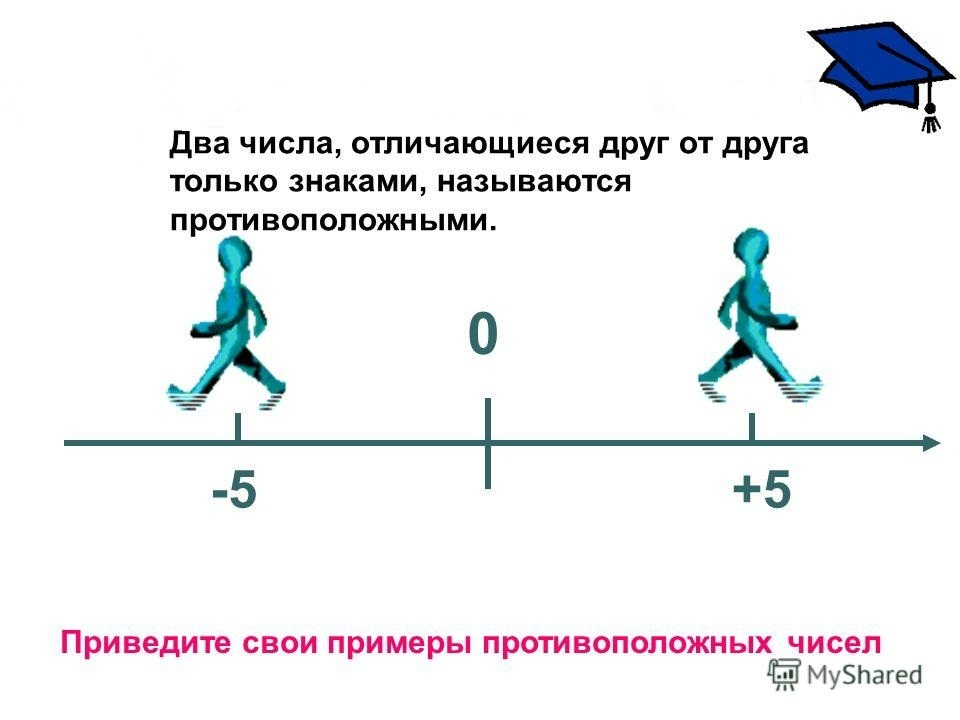 Два числа, отличающиеся друг от друга
только знаками, называются
противоположными.
0
-5 +5
Приведите свои примеры противоположных чисел
MyShared